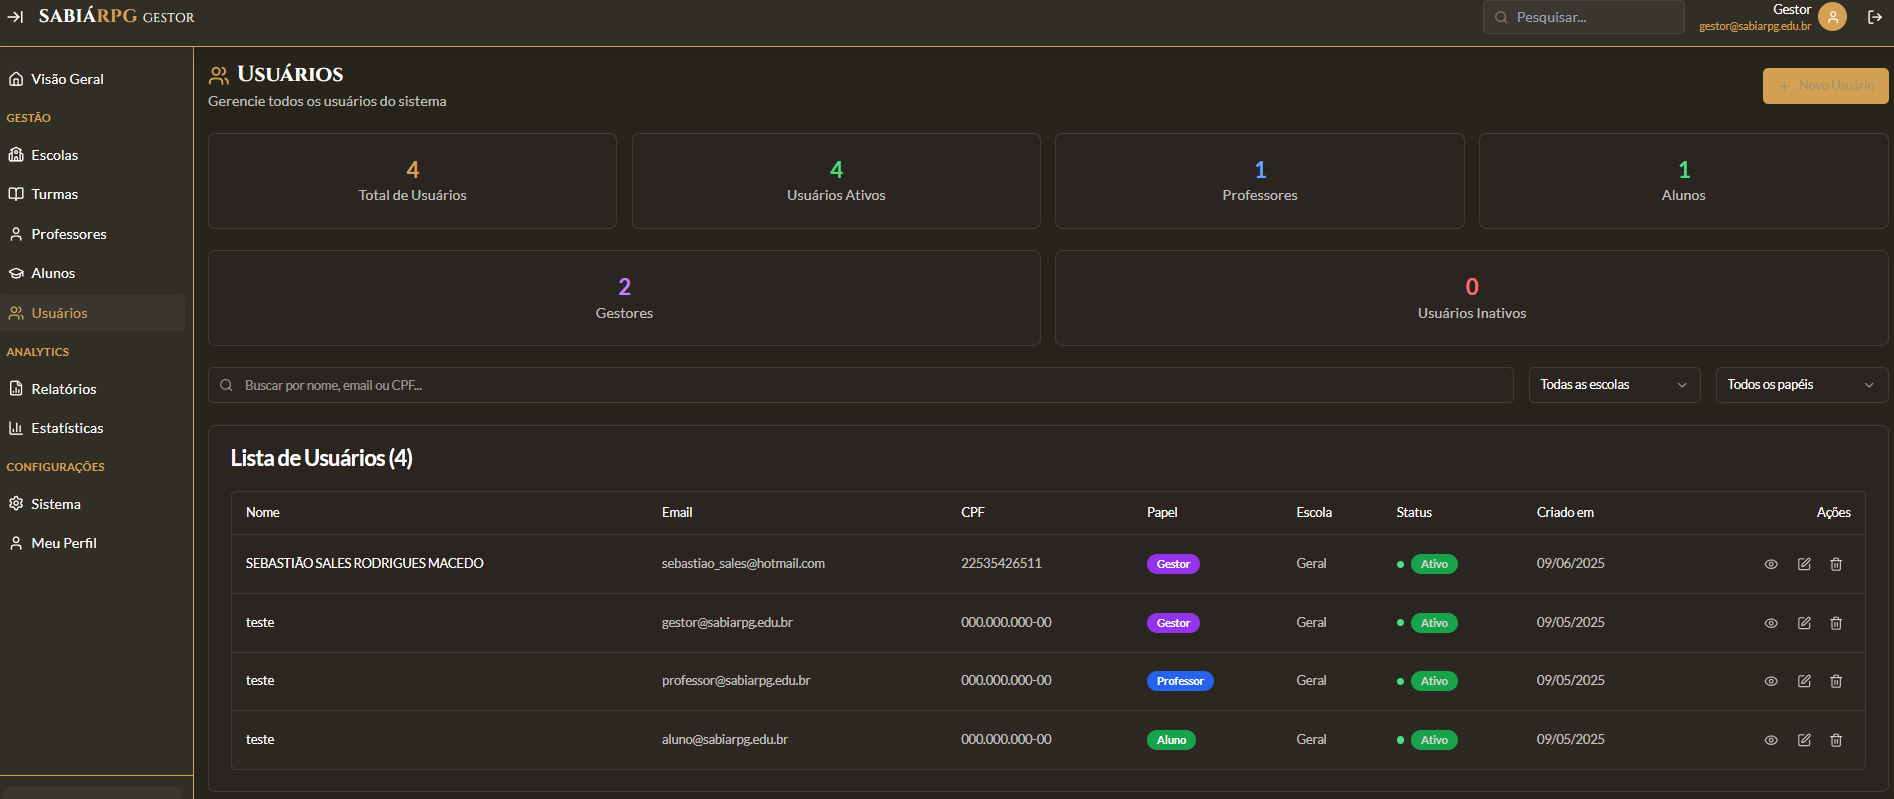 SABIÁRPG GESTOR
Pesquisar...
Gestor
gestor@sabiarpg.edu.br
Visão Geral
GESTÃO
Escolas
Turmas
Professores
Alunos
Usuários
ANALYTICS
Relatórios
Estatísticas
CONFIGURAÇÕES
Sistema
Meu Perfil
Usuários
Gerencie todos os usuários do sistema
+ Novo Usuário
4
Total de Usuários
4
Usuários Ativos
1
Professores
1
Alunos
2
Gestores
0
Usuários Inativos
Buscar por nome, email ou CPF...
Todas as escolas
Todos os papéis
Lista de Usuários (4)
Nome Email CPF Papel Escola Status Criado em Ações
SEBASTIÃO SALES RODRIGUES MACEDO sebastiao_sales@hotmail.com 22535426511 Gestor Geral Ativo 09/06/2025
teste gestor@sabiarpg.edu.br 000.000.000-00 Gestor Geral Ativo 09/05/2025
teste professor@sabiarpg.edu.br 000.000.000-00 Professor Geral Ativo 09/05/2025
teste aluno@sabiarpg.edu.br 000.000.000-00 Aluno Geral Ativo 09/05/2025